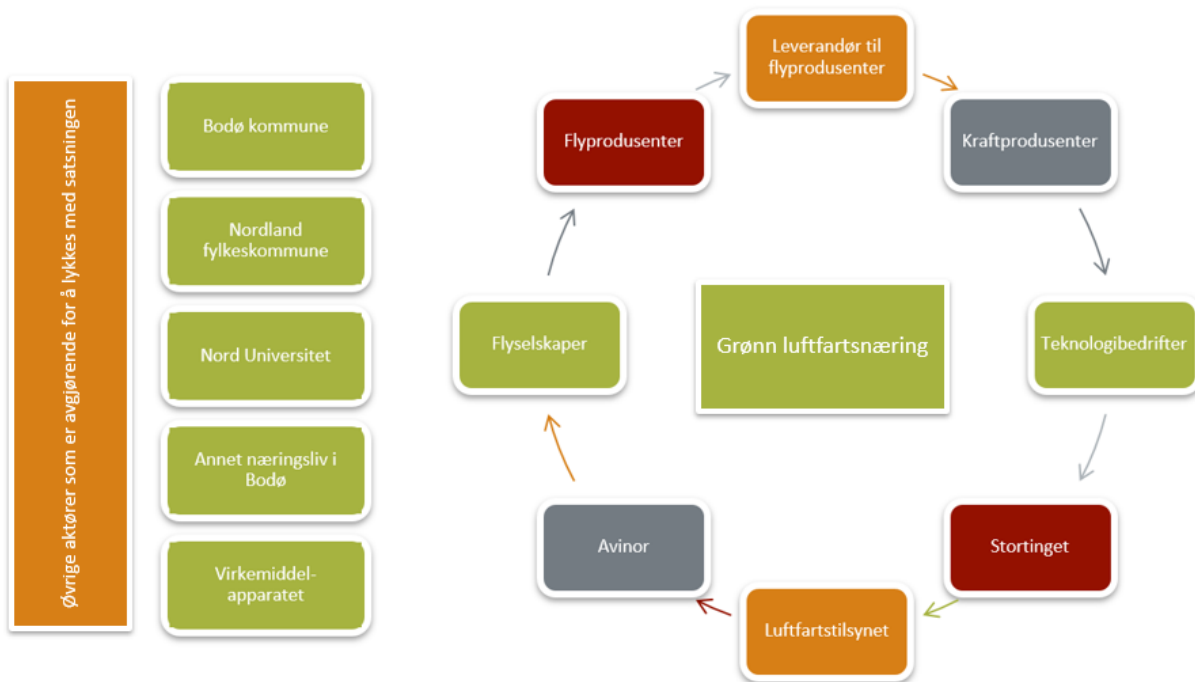 Øvrige aktører som er avgjørende for å lykkes med satsningen
Bodø kommune
Nordland
fylkeskommune
Nord Universitet
Annet næringsliv i
Bodø
Virkemiddel-
apparatet
Leverandør til
flyprodusenter
Kraftprodusenter
Teknologibedrifter
Stortinget
Luftfartstilsynet
Avinor
Flyselskaper
Flyprodusenter
Grønn luftfartsnæring